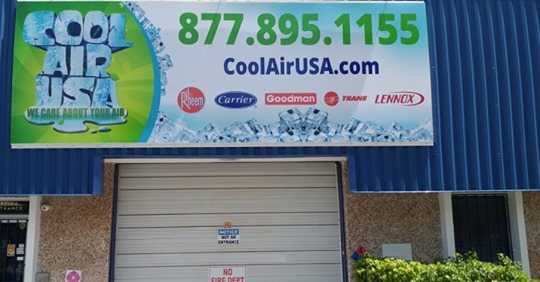 COOL
AIR
USA
WE CARE ABOUT YOUR AIR
877.895.1155
CoolAirUSA.com
Rheem
Carrier
Goodman
TRANE
LENNOX
NOTICE
NOT AN
ENTRANCE
NO
FIRE DEPT